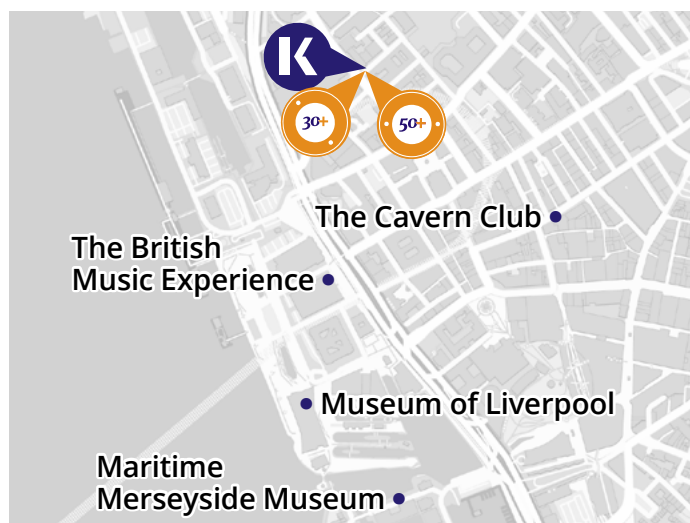 K
30+
50+
The Cavern Club
The British
Music Experience
Museum of Liverpool
Maritime
Merseyside Museum